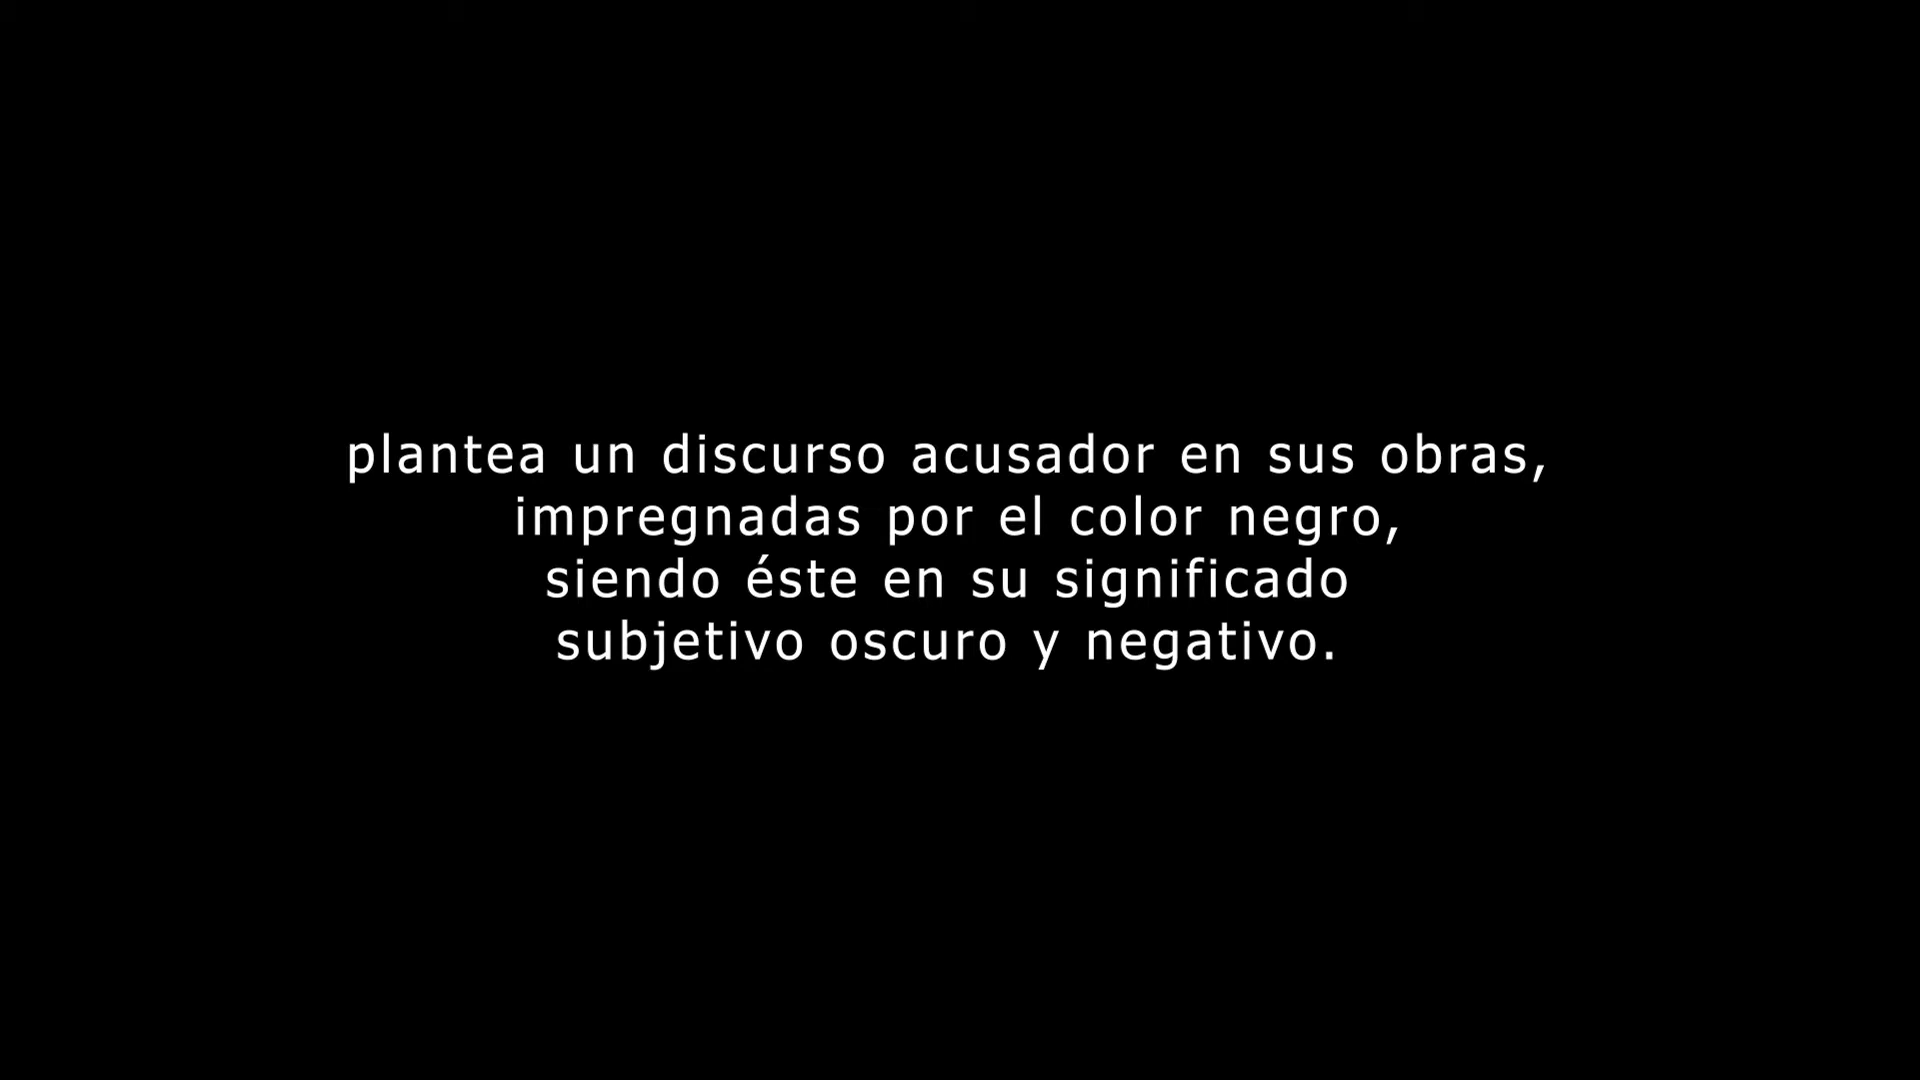 plantea un discurso acusador en sus obras,
impregnadas por el color negro,
siendo éste en su significado
subjetivo oscuro y negativo.